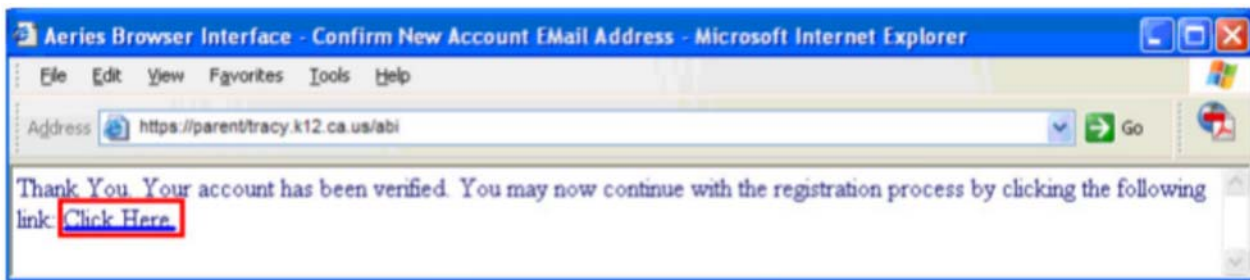 Aeries Browser Interface - Confirm New Account EMail Address - Microsoft Internet Explorer
File Edit View Favorites Tools Help
Address https://parent/tracy.k12.ca.us/abi Go
Thank You. Your account has been verified. You may now continue with the registration process by clicking the following
link: Click Here.